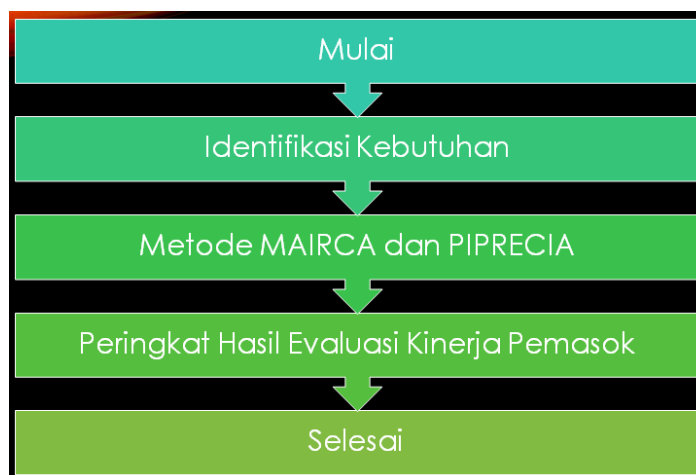 Mulai
Identifikasi Kebutuhan
Metode MAIRCA dan PIPRECIA
Peringkat Hasil Evaluasi Kinerja Pemasok
Selesai